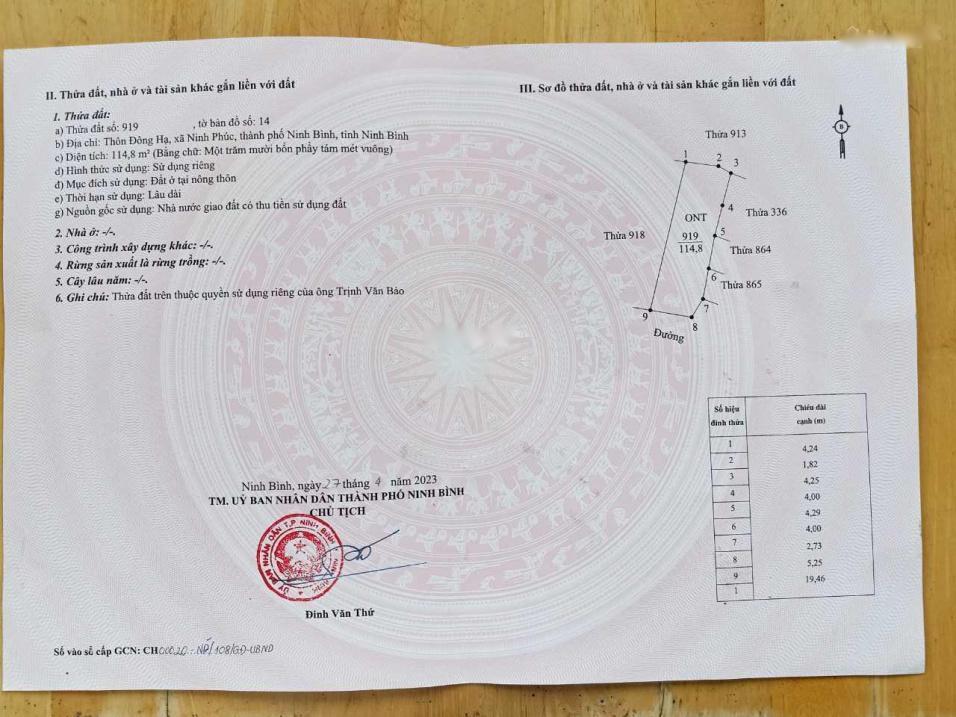 II. Thửa đất, nhà ở và tài sản khác gắn liền với đất
1. Thửa đất:
a) Thửa đất số: 919 , tờ bản đồ số: 14
b) Địa chỉ: Thôn Đông Hạ, xã Ninh Phúc, thành phố Ninh Bình, tỉnh Ninh Bình
c) Diện tích: 114,8 m² (Bằng chữ: Một trăm mười bốn phẩy tám mét vuông)
d) Hình thức sử dụng: Sử dụng riêng
đ) Mục đích sử dụng: Đất ở tại nông thôn
e) Thời hạn sử dụng: Lâu dài
g) Nguồn gốc sử dụng: Nhà nước giao đất có thu tiền sử dụng đất
2. Nhà ở: -/-.
3. Công trình xây dựng khác: -/-.
4. Rừng sản xuất là rừng trồng: -/-.
5. Cây lâu năm: -/-.
6. Ghi chú: Thửa đất trên thuộc quyền sử dụng riêng của ông Trịnh Văn Bảo
Ninh Bình, ngày 27 tháng 4 năm 2023
TM. UỶ BAN NHÂN DÂN THÀNH PHỐ NINH BÌNH
CHỦ TỊCH
ỦY BAN NHÂN DÂN T.P NINH BÌNH
Đinh Văn Thứ
Số vào sổ cấp GCN: CH00020-NP/108/QĐ-UBND
III. Sơ đồ thửa đất, nhà ở và tài sản khác gắn liền với đất
B
Thửa 913
1
2
3
4
Thửa 336
ONT
Thửa 918
919
114,8
5
Thửa 864
6
Thửa 865
7
9
8
Đường
Số hiệu đỉnh thửa
Chiều dài cạnh (m)
1
4,24
2
1,82
3
4,25
4
4,00
5
4,29
6
4,00
7
2,73
8
5,25
9
19,46
1